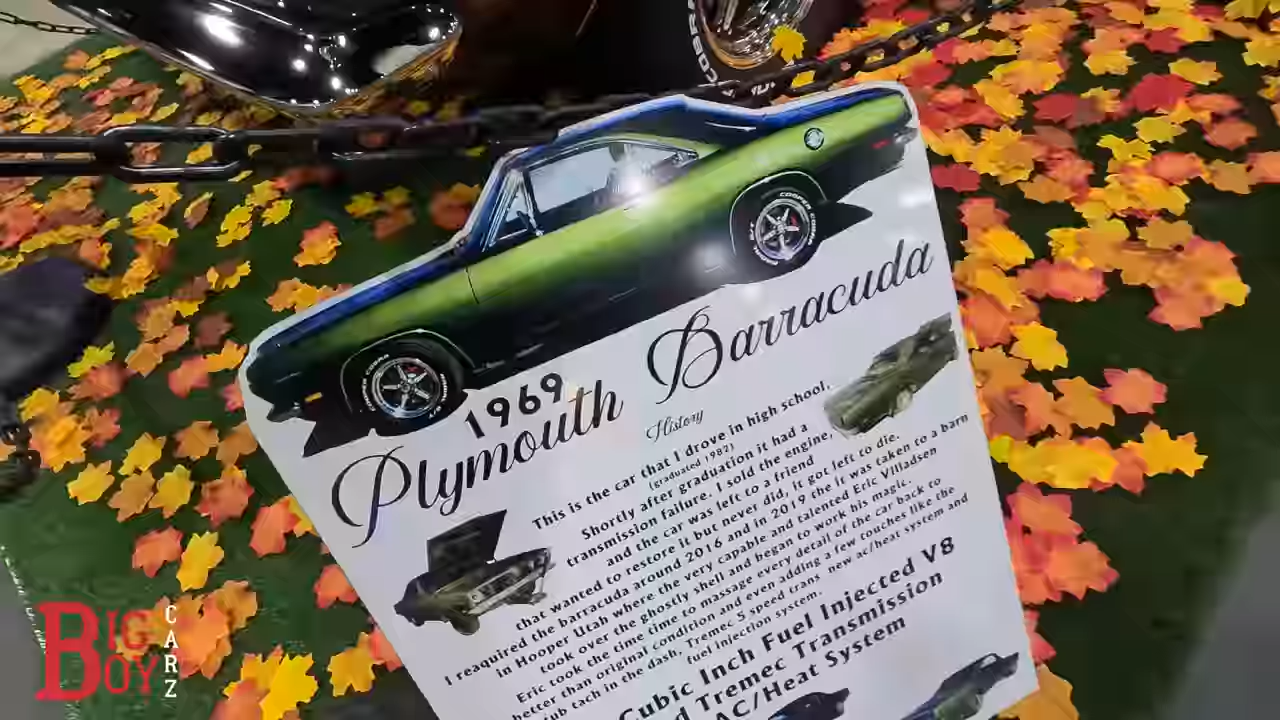 1969
Plymouth Barracuda
History
This is the car that I drove in high school.
(graduated 1982)
Shortly after graduation it had a
transmission failure. I sold the engine,
and the car was left to a friend
that wanted to restore it but never did, it got left to die.
I reaquired the barracuda around 2016 and in 2019 the it was taken to a barn
in Hooper Utah where the very capable and talented Eric Villadsen
took over the ghostly shell and began to work his magic.
Eric took the time to massage every detail of the car back to
better than original condition and even adding a few touches like the
tach in the dash, Tremec 5 speed trans new ac/heat system and
fuel injection system.
Cubic Inch Fuel Injected V8
Tremec Transmission
AC/Heat System
COOPER COBRA
COOPER COBRA
COBRA
BIG BOY
CARZ